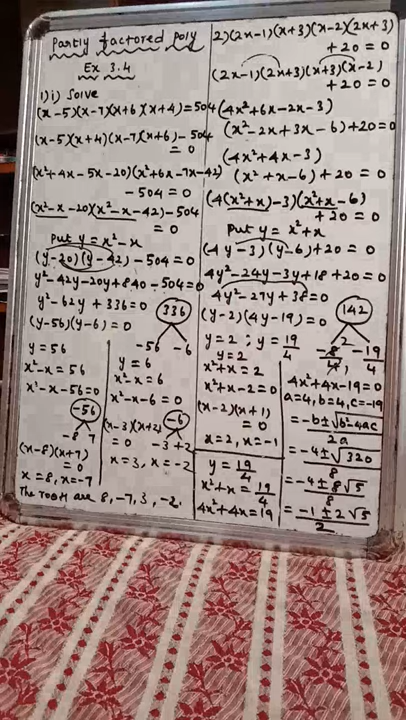 Partly factored poly
Ex 3.4
1) i) Solve
(x-5)(x-7)(x+6)(x+4)=504
(x-5)(x+4)(x-7)(x+6)-504
=0
(x²+4x-5x-20)(x²+6x-7x-42)
-504=0
(x²-x-20)(x²-x-42)-504
=0
Put y=x²-x
(y-20)(y-42)-504=0
y²-42y-20y+840-504=0
y²-62y+336=0
336
(y-56)(y-6)=0
-56 -6
y=56
x²-x=56
x²-x-56=0
-56
-8 7
(x-8)(x+7)
=0
x=8, x=-7
y=6
x²-x=6
x²-x-6=0
-6
(x-3)(x+2)
=0
-3 +2
x=3, x=-2
The roots are 8, -7, 3, -2.
2)(2x-1)(x+3)(x-2)(2x+3)
+20=0
(2x-1)(2x+3)(x+3)(x-2)
+20=0
(4x²+6x-2x-3)
(x²-2x+3x-6)+20=0
(4x²+4x-3)
(x²+x-6)+20=0
(4(x²+x)-3)(x²+x-6)
+20=0
Put y=x²+x
(4y-3)(y-6)+20=0
4y²-24y-3y+18+20=0
4y²-27y+38=0
142
(y-2)(4y-19)=0
y=2; y=19/4
y=2
x²+x=2
x²+x-2=0
(x-2)(x+1)
=0
x=2, x=-1
y=19/4
x²+x=19/4
4x²+4x=19
4x²+4x-19=0
a=4, b=4, c=-19
=-b±√b²-4ac/2a
=-4±√320/8
=-4±8√5/8
=-1±2√5/2